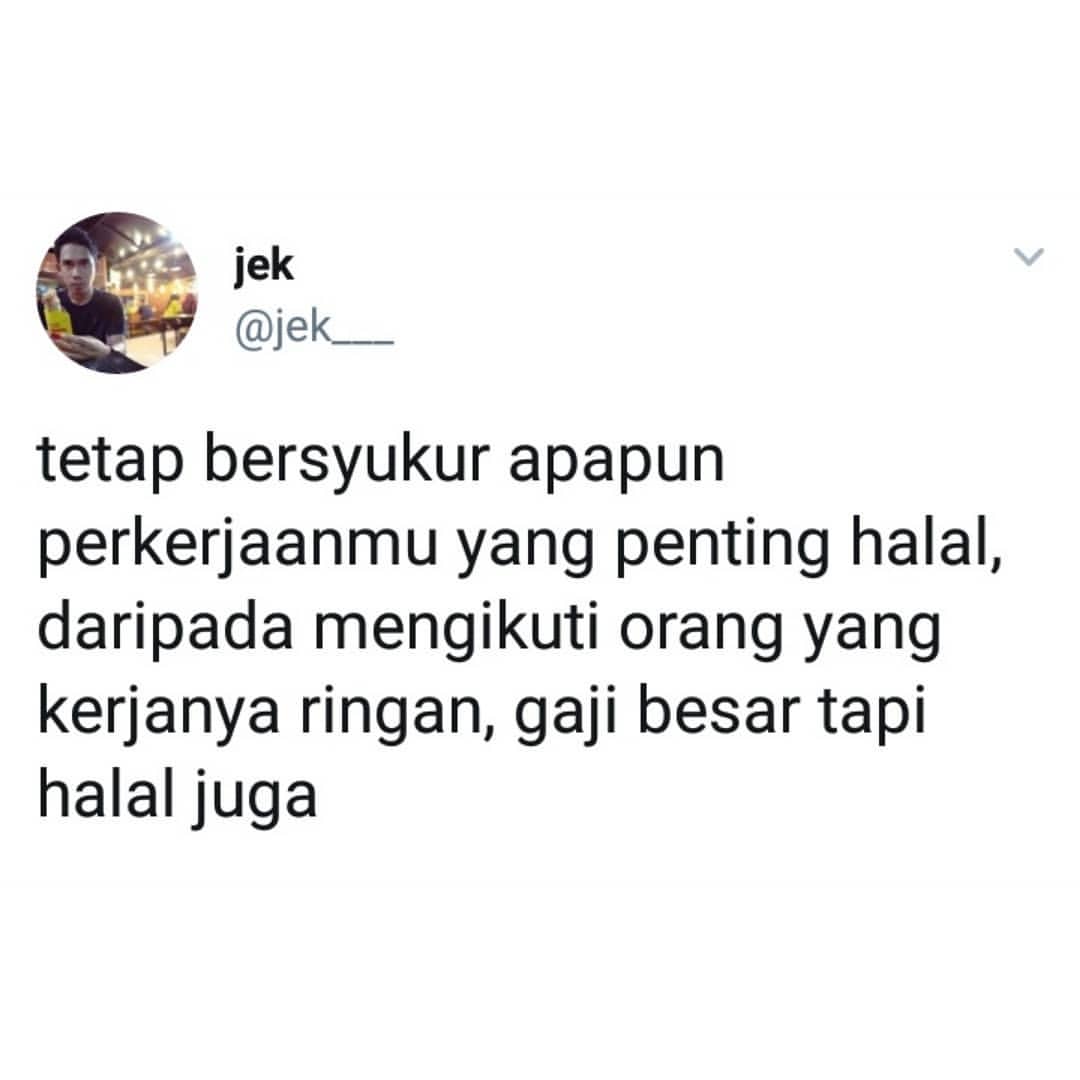 jek
@jek___
tetap bersyukur apapun
perkerjaanmu yang penting halal,
daripada mengikuti orang yang
kerjanya ringan, gaji besar tapi
halal juga